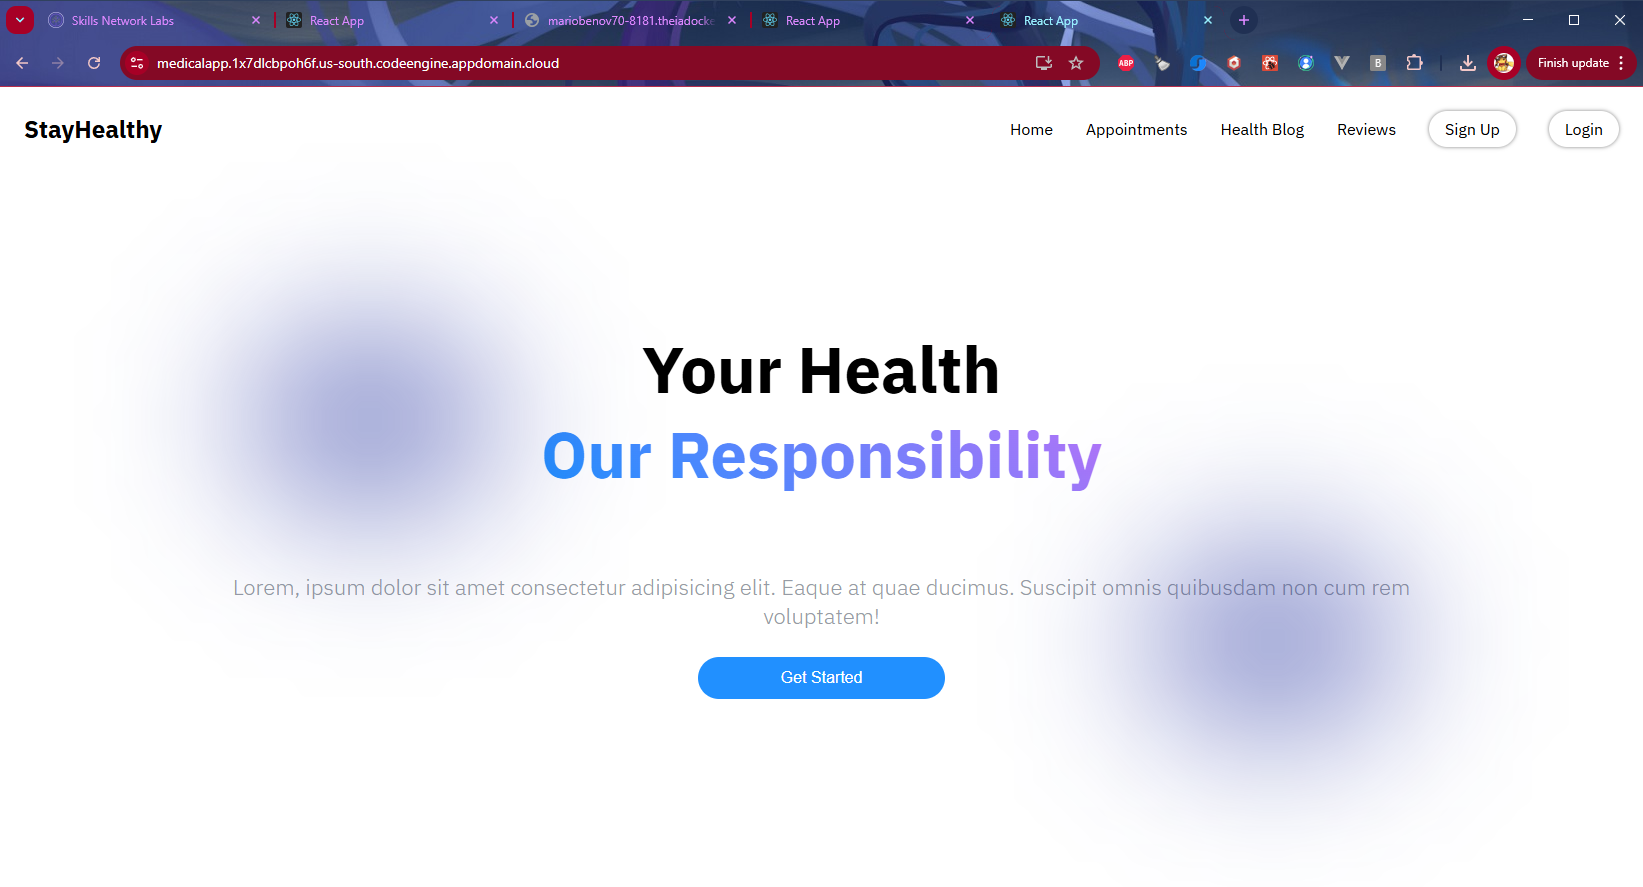 Skills Network Labs
React App
mariobenov70-8181.theiadocke
React App
React App
medicalapp.1x7dlcbpoh6f.us-south.codeengine.appdomain.cloud
ABP
B
Finish update
StayHealthy
Home
Appointments
Health Blog
Reviews
Sign Up
Login
Your Health
Our Responsibility
Lorem, ipsum dolor sit amet consectetur adipisicing elit. Eaque at quae ducimus. Suscipit omnis quibusdam non cum rem
voluptatem!
Get Started